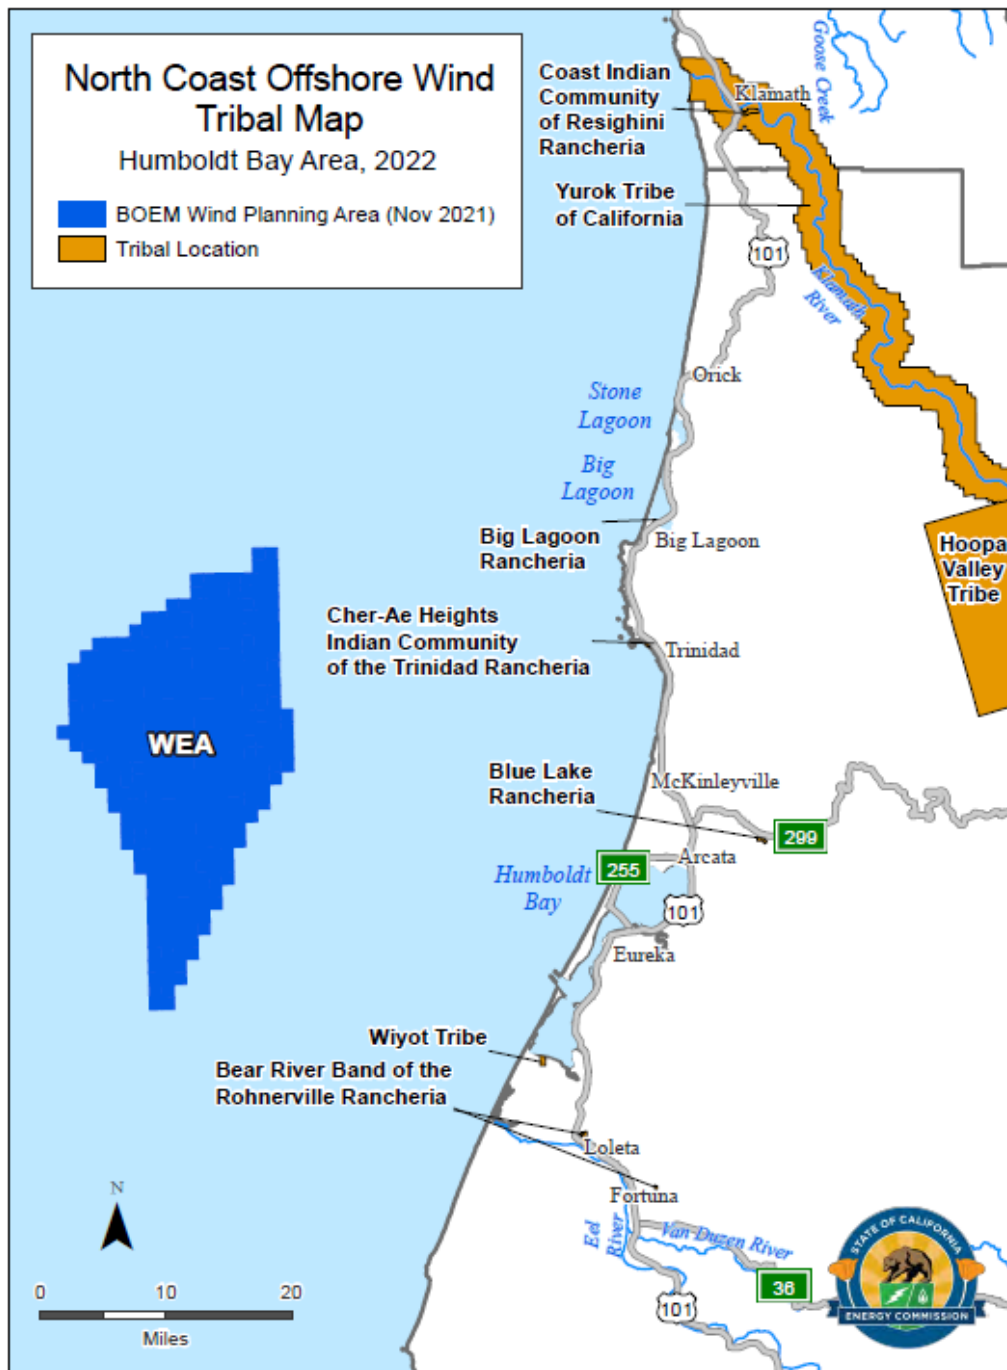 North Coast Offshore Wind
Tribal Map
Humboldt Bay Area, 2022
BOEM Wind Planning Area (Nov 2021)
Tribal Location
Coast Indian
Community
of Resighini
Rancheria
Klamath
Goose Creek
Yurok Tribe
of California
101
Klamath
River
Orick
Stone
Lagoon
Big
Lagoon
Big Lagoon
Rancheria
Big Lagoon
Hoopa
Valley
Tribe
Cher-Ae Heights
Indian Community
of the Trinidad Rancheria
Trinidad
WEA
Blue Lake
Rancheria
McKinleyville
299
Arcata
255
Humboldt
Bay
101
Eureka
Wiyot Tribe
Bear River Band of the
Rohnerville Rancheria
Loleta
Fortuna
Eel
River
Van Duzen River
36
101
N
0 10 20
Miles
STATE OF CALIFORNIA
ENERGY COMMISSION